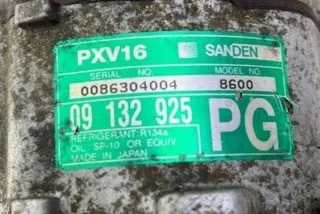 PXV16 SANDEN
SERIAL NO. MODEL NO.
0086304004 8600
09 132 925 PG
REFRIGERANT:R134a
OIL: SP-10 OR EQUIV
MADE IN JAPAN